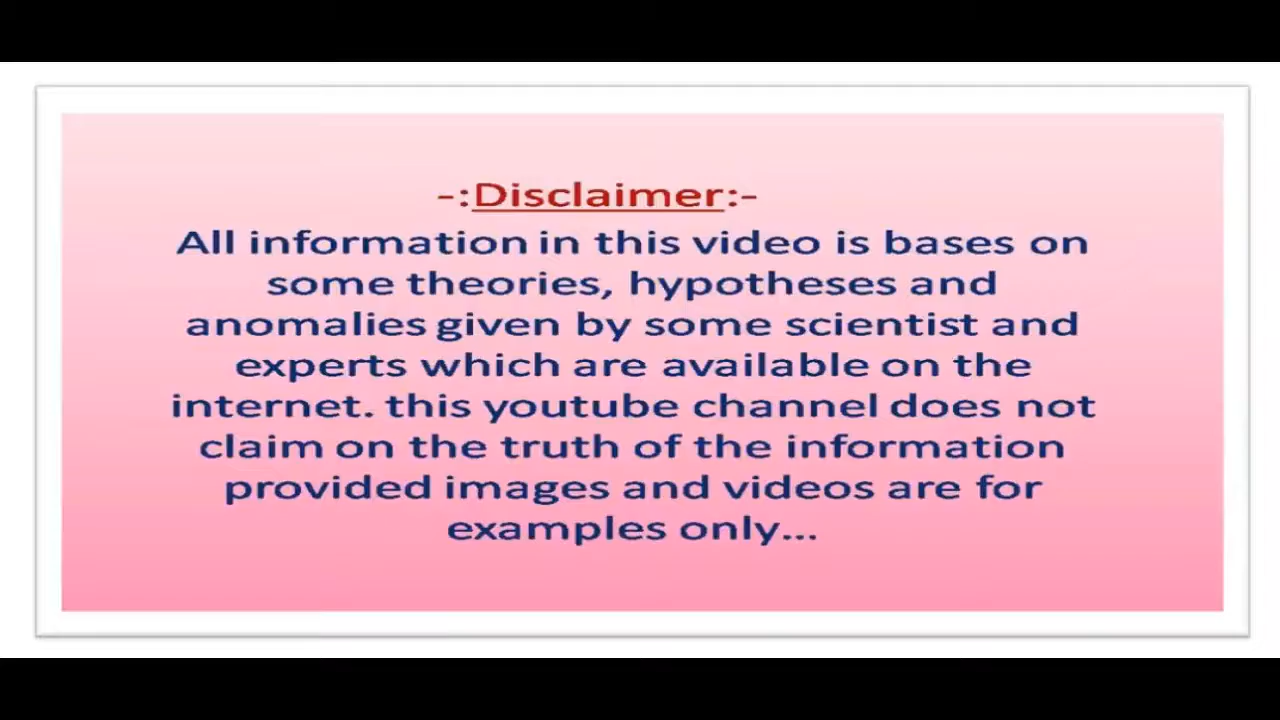 -:Disclaimer:-
All information in this video is bases on
some theories, hypotheses and
anomalies given by some scientist and
experts which are available on the
internet. this youtube channel does not
claim on the truth of the information
provided images and videos are for
examples only...